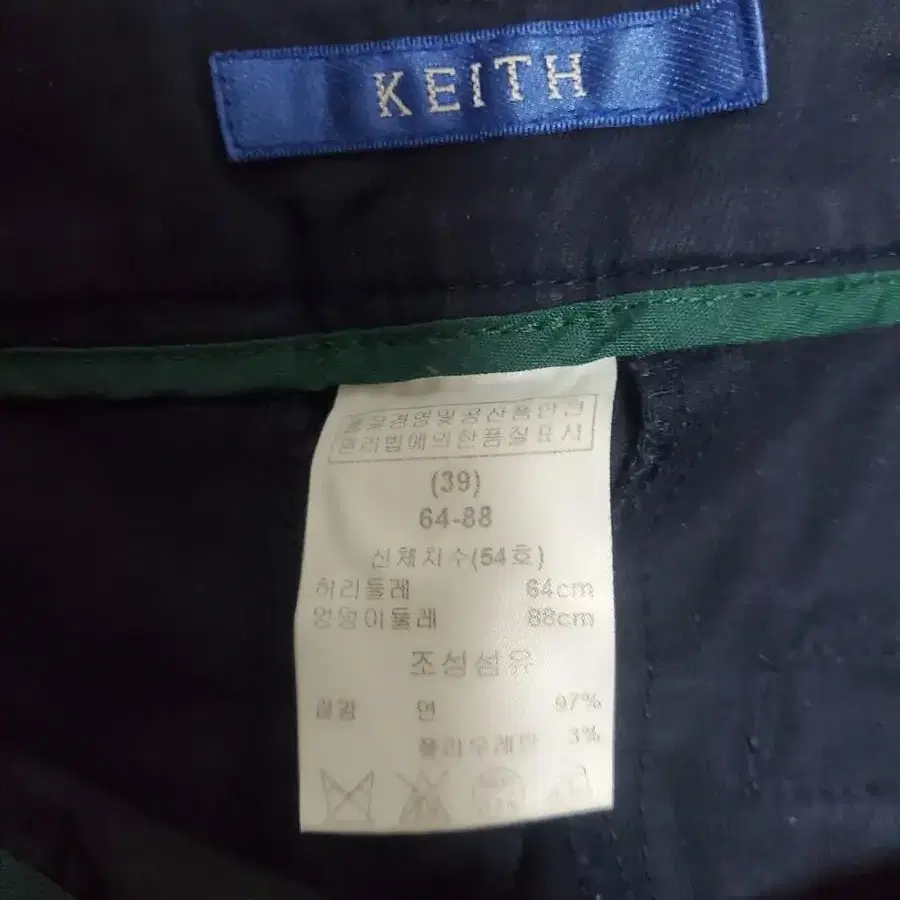 KEITH
품질경영및공산품안전
관리법에의한품질표시
(39)
64-88
신체치수(54호)
허리둘레 64cm
엉덩이둘레 88cm
조성섬유
겉감 면 97%
폴리우레탄 3%